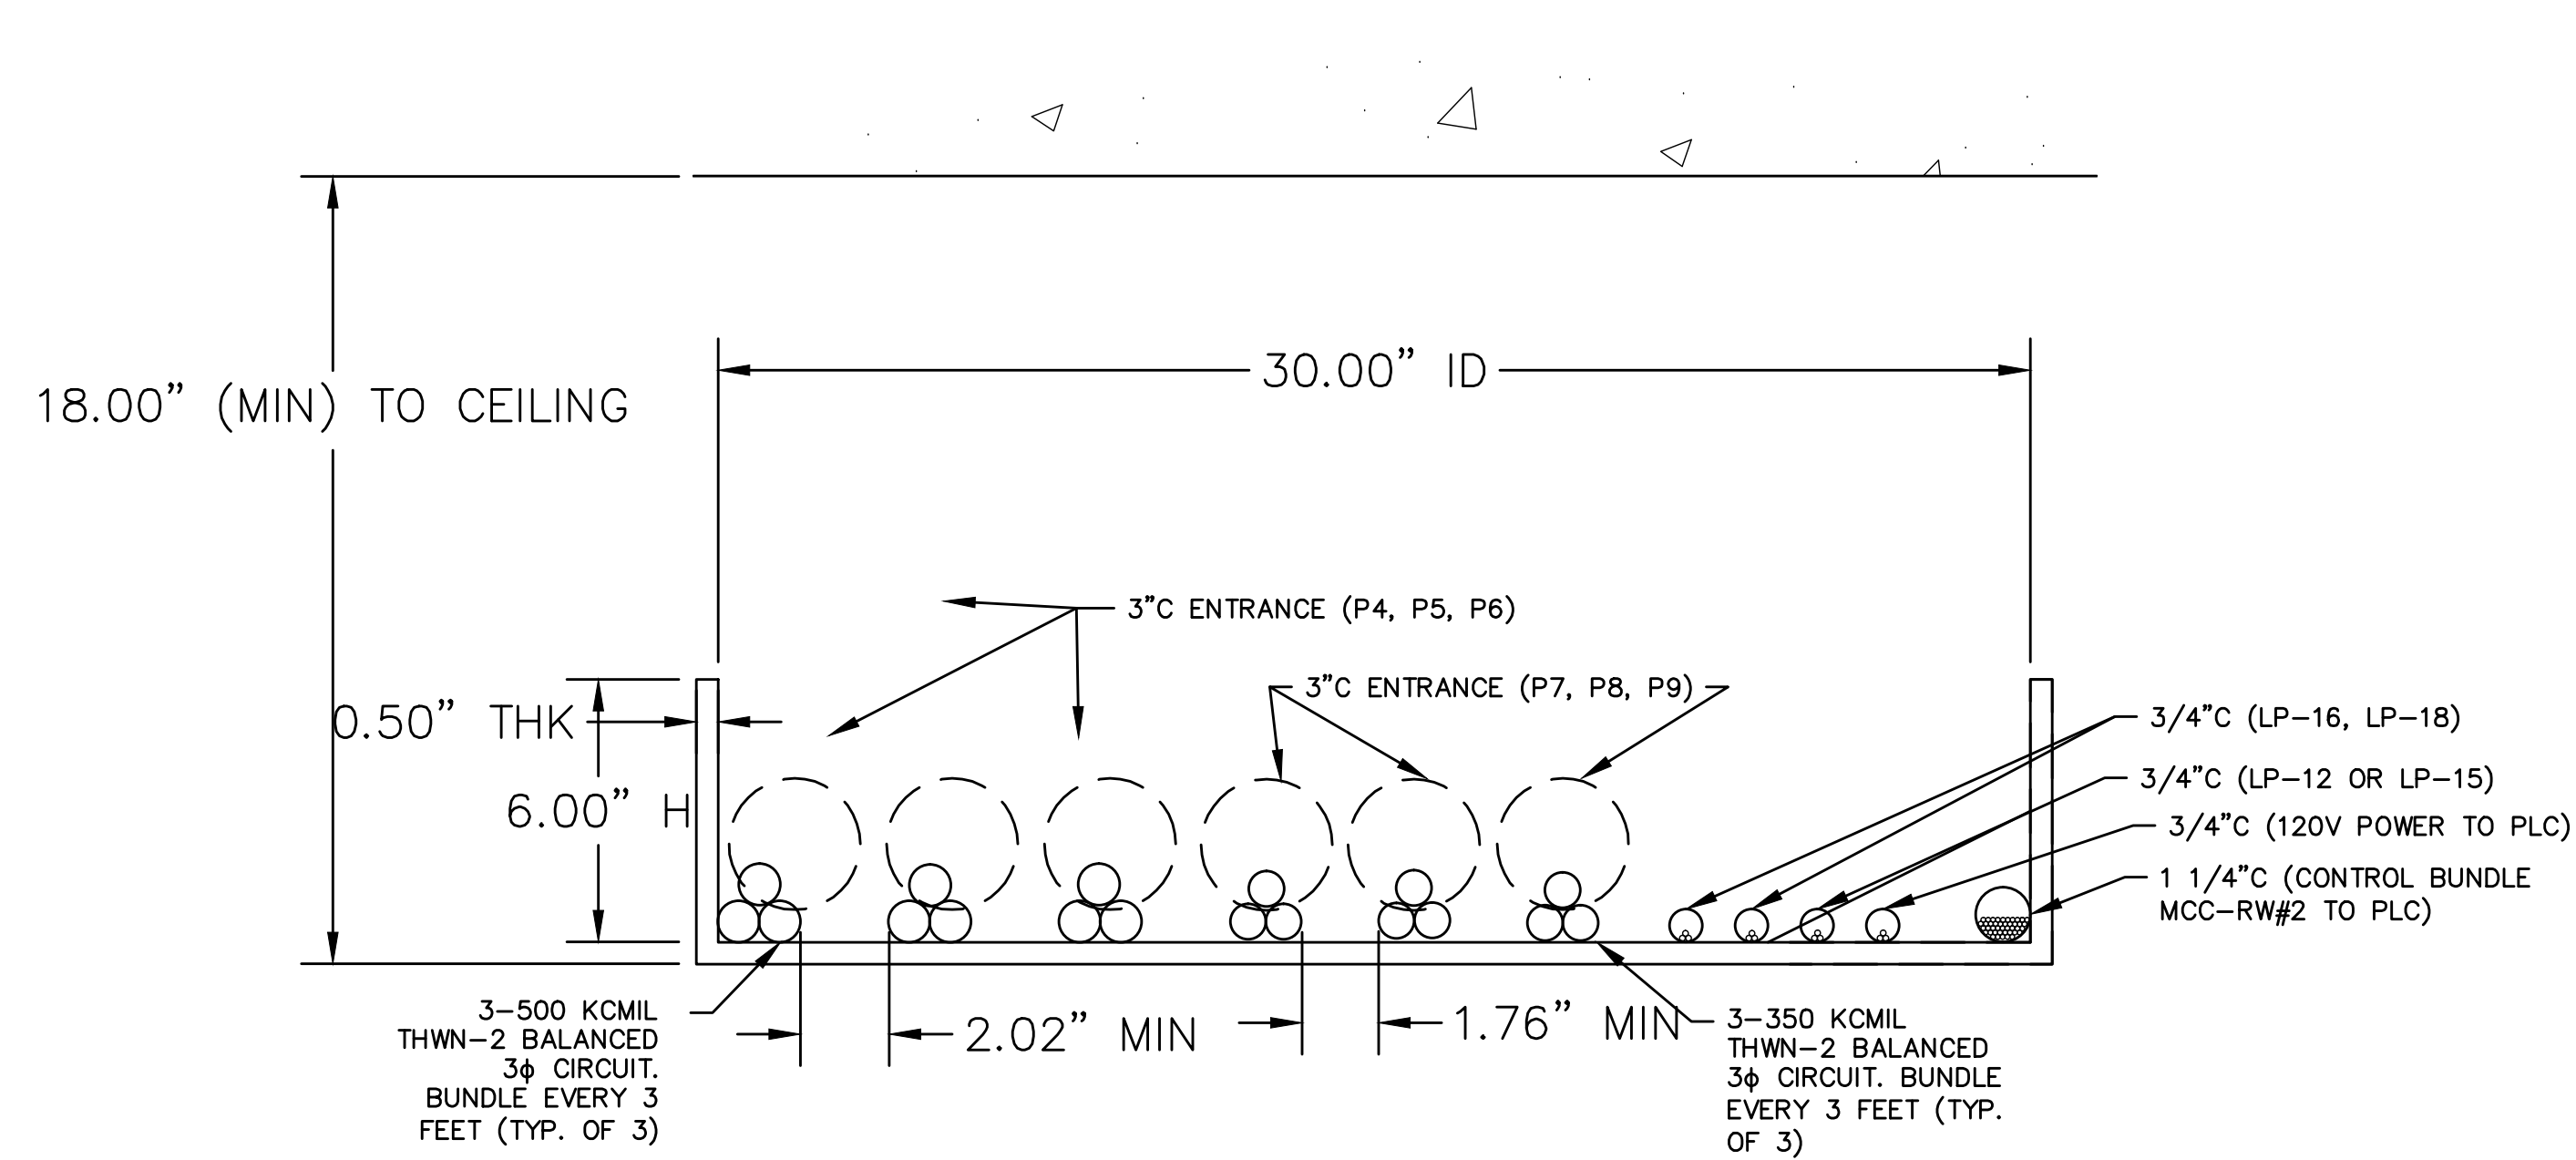 30.00” ID
18.00” (MIN) TO CEILING
3”C ENTRANCE (P4, P5, P6)
3”C ENTRANCE (P7, P8, P9)
0.50” THK
6.00” H
3/4”C (LP-16, LP-18)
3/4”C (LP-12 OR LP-15)
3/4”C (120V POWER TO PLC)
1 1/4”C (CONTROL BUNDLE
MCC-RW#2 TO PLC)
3-500 KCMIL
THWN-2 BALANCED
3ϕ CIRCUIT.
BUNDLE EVERY 3
FEET (TYP. OF 3)
2.02” MIN
1.76” MIN
3-350 KCMIL
THWN-2 BALANCED
3ϕ CIRCUIT. BUNDLE
EVERY 3 FEET (TYP.
OF 3)